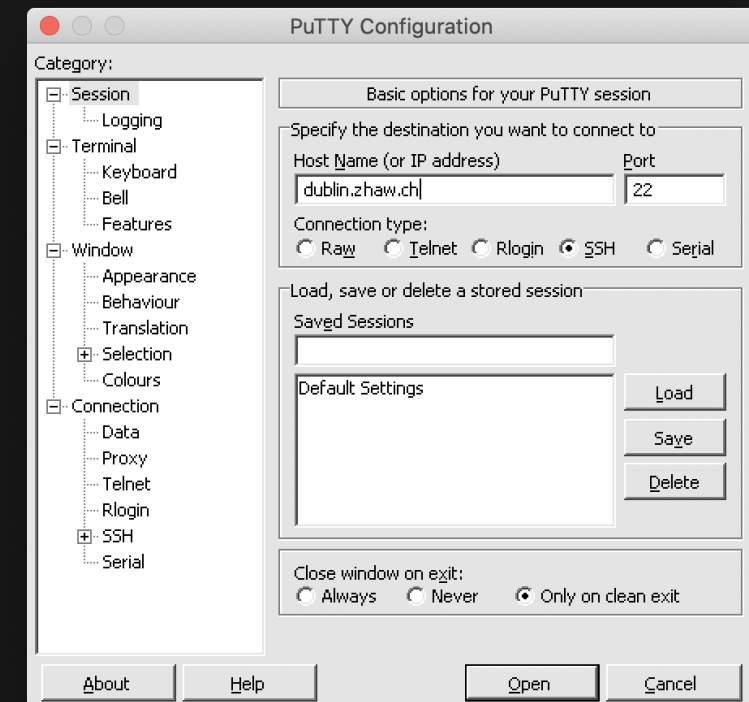 PuTTY Configuration
Category:
Session
Logging
Terminal
Keyboard
Bell
Features
Window
Appearance
Behaviour
Translation
Selection
Colours
Connection
Data
Proxy
Telnet
Rlogin
SSH
Serial
Basic options for your PuTTY session
Specify the destination you want to connect to
Host Name (or IP address) Port
dublin.zhaw.ch 22
Connection type:
Raw Telnet Rlogin SSH Serial
Load, save or delete a stored session
Saved Sessions
Default Settings
Load
Save
Delete
Close window on exit:
Always Never Only on clean exit
About Help Open Cancel